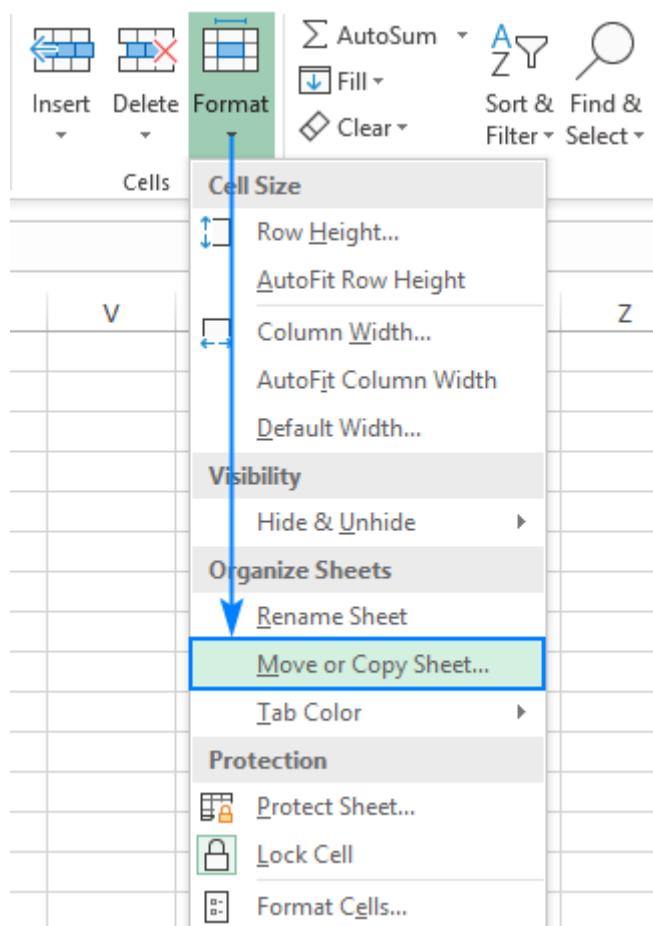 AutoSum
Fill
Clear
Insert Delete Format
A
Z
Sort &
Filter
Find &
Select
Cells
Cell Size
Row Height...
AutoFit Row Height
Column Width...
AutoFit Column Width
Default Width...
Visibility
Hide & Unhide
Organize Sheets
Rename Sheet
Move or Copy Sheet...
Tab Color
Protection
Protect Sheet...
Lock Cell
Format Cells...
V
Z